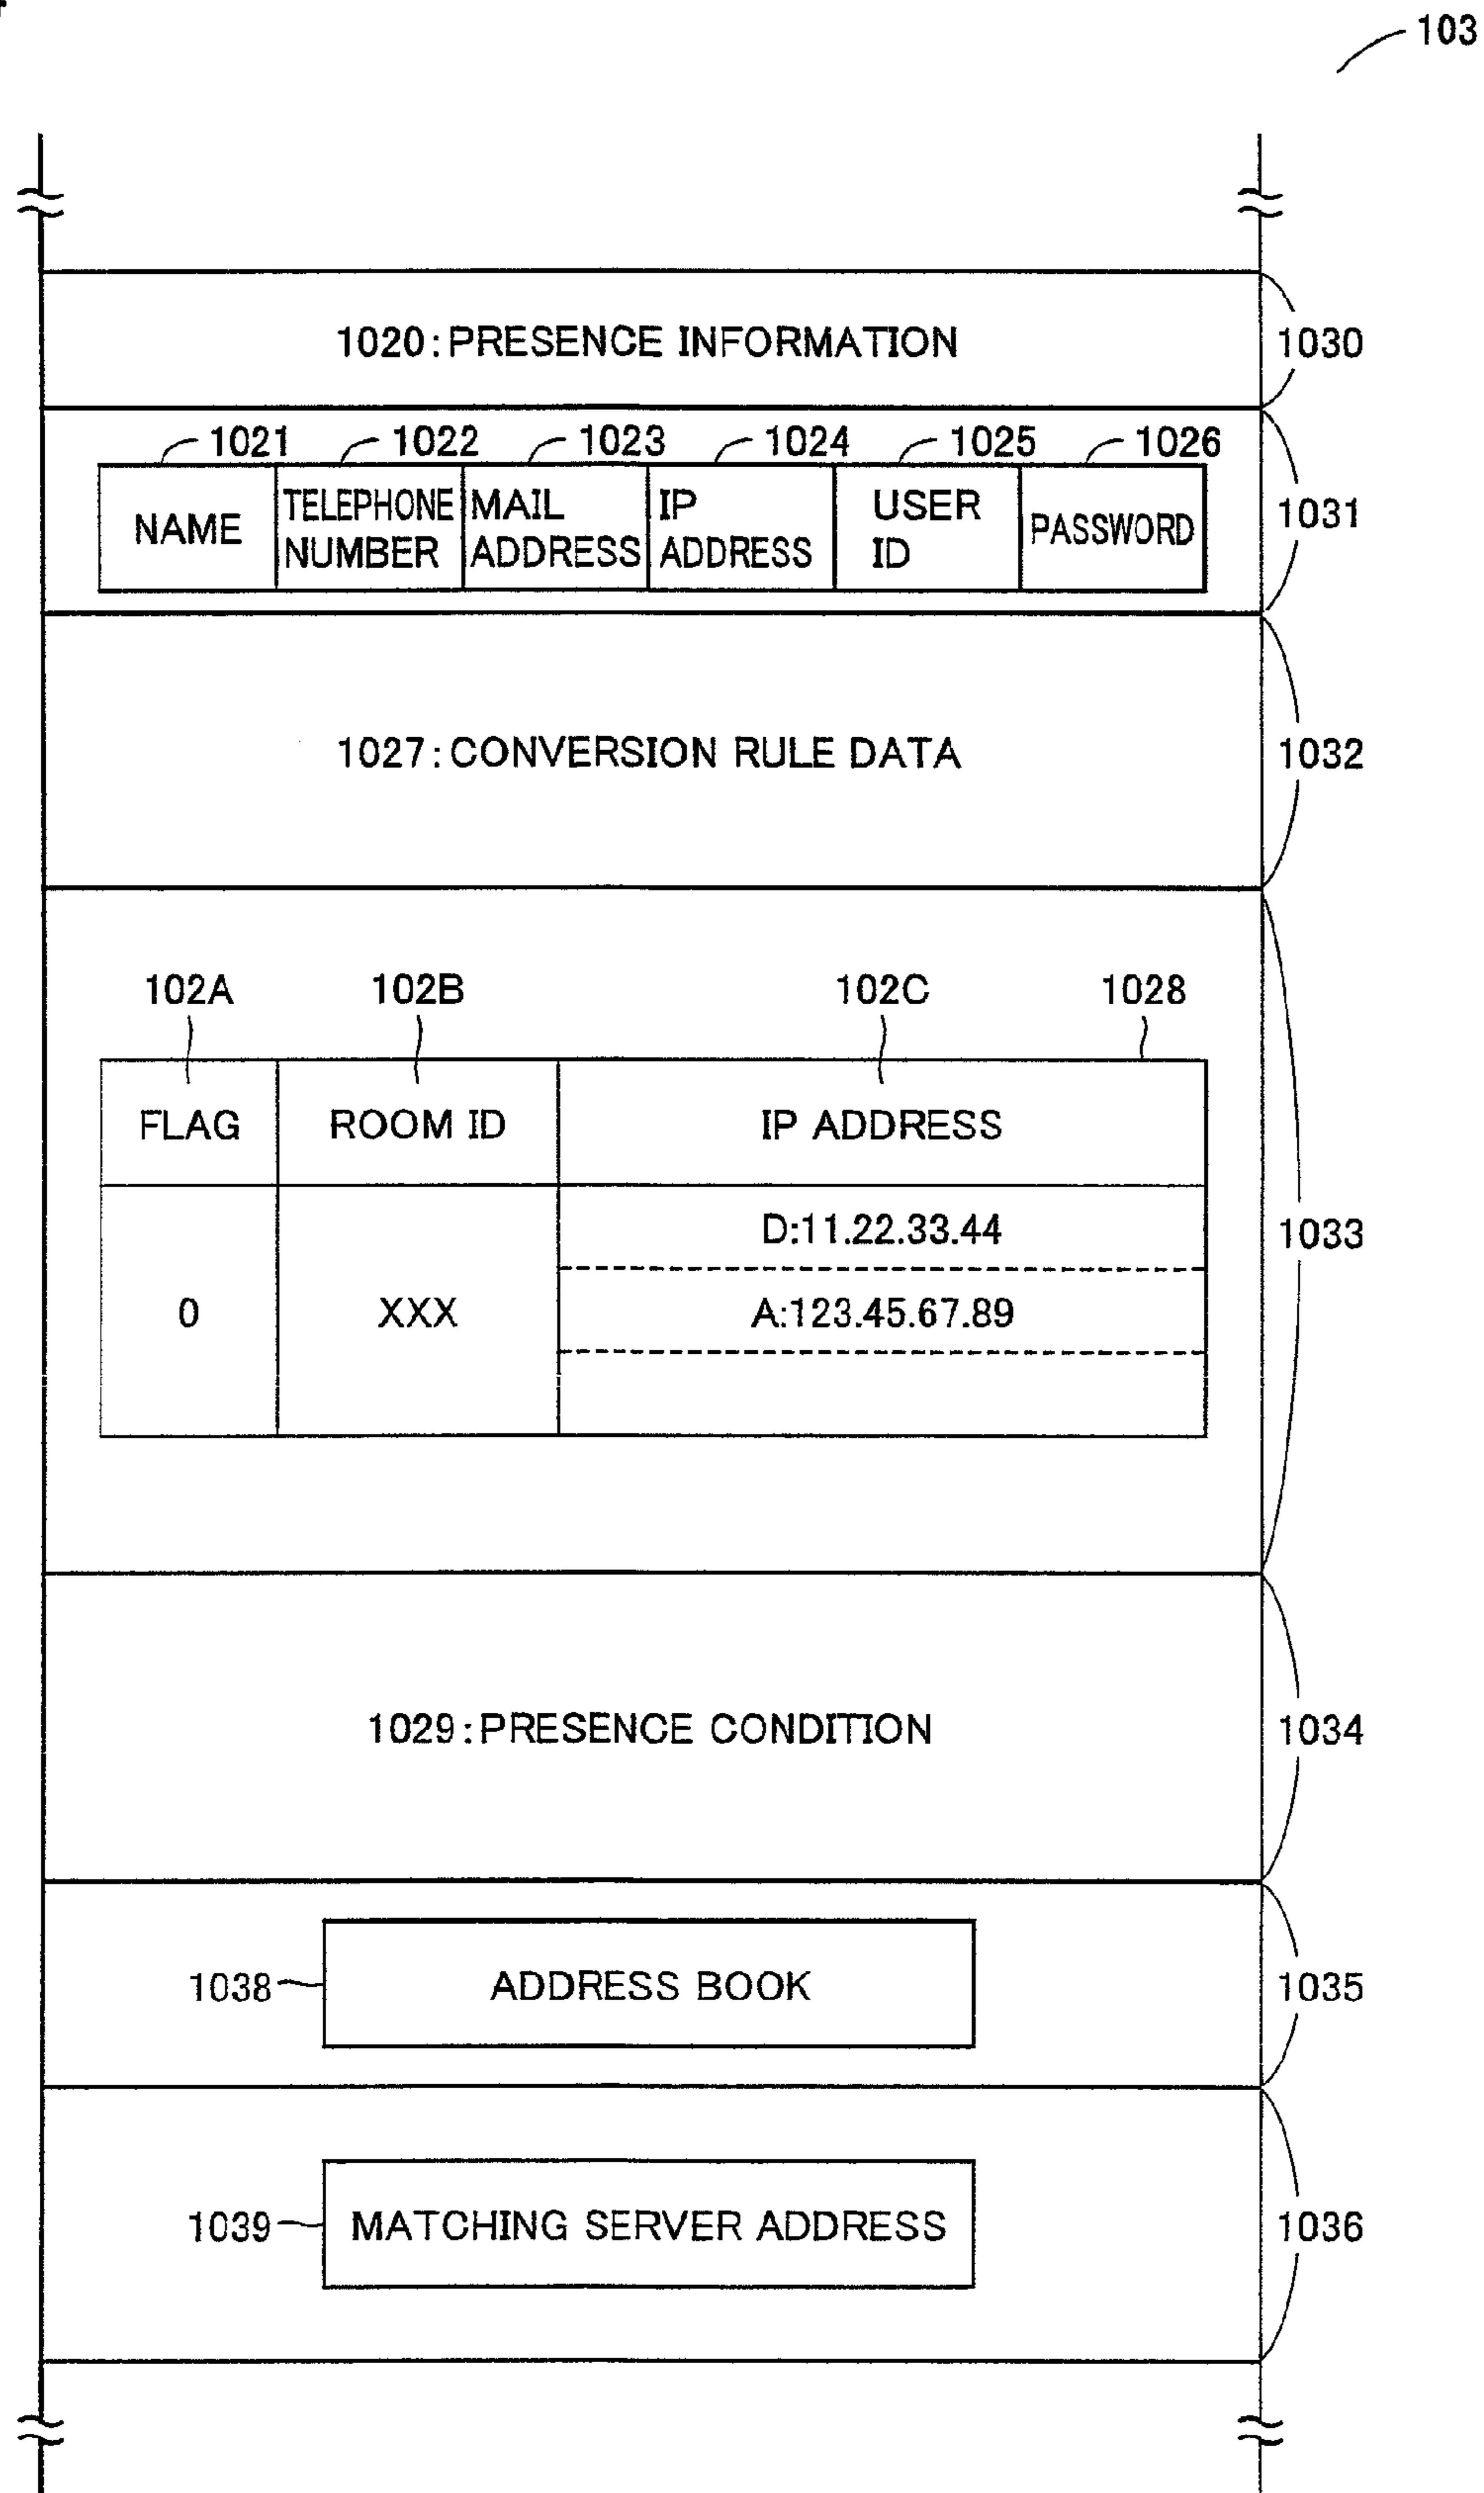 103
1020:PRESENCE INFORMATION
1030
1021 1022 1023 1024 1025 1026
NAME
TELEPHONE
NUMBER
MAIL
ADDRESS
IP
ADDRESS
USER
ID
PASSWORD
1031
1027:CONVERSION RULE DATA
1032
102A 102B 102C 1028
FLAG ROOM ID IP ADDRESS
D:11.22.33.44
1033
0 XXX A:123.45.67.89
1029:PRESENCE CONDITION
1034
1038 ADDRESS BOOK
1035
1039 MATCHING SERVER ADDRESS
1036